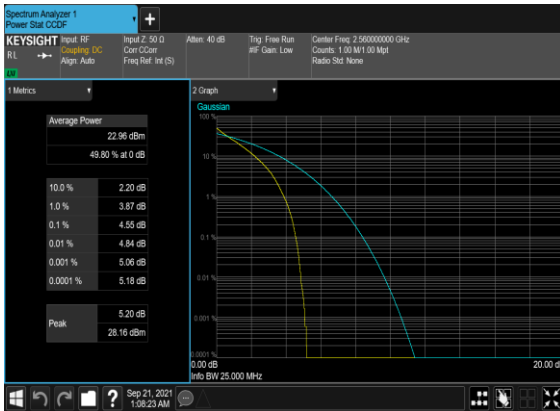 Spectrum Analyzer 1
Power Stat CCDF
+
KEYSIGHT
RL
Input: RF
Coupling: DC
Align: Auto
Input Z: 50 Ω
Corr CCorr
Freq Ref: Int (S)
Atten: 40 dB
Trig: Free Run
#IF Gain: Low
Center Freq: 2.560000000 GHz
Counts: 1.00 M/1.00 Mpt
Radio Std: None
1 Metrics
Average Power
22.96 dBm
49.80 % at 0 dB
10.0 % 2.20 dB
1.0 % 3.87 dB
0.1 % 4.55 dB
0.01 % 4.84 dB
0.001 % 5.06 dB
0.0001 % 5.18 dB
Peak 5.20 dB
28.16 dBm
2 Graph
Gaussian
100 %
10 %
1 %
0.1 %
0.01 %
0.001 %
0.0001 %
0.00 dB 20.00 d
Info BW 25.000 MHz
? Sep 21, 2021
1:08:23 AM